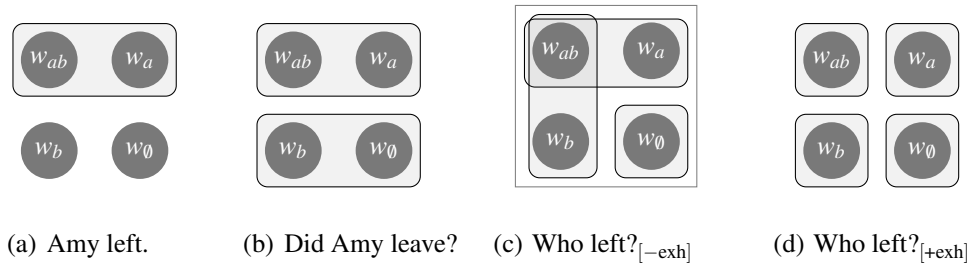 w_ab w_a w_ab w_a w_ab w_a w_ab w_a
w_b w_∅ w_b w_∅ w_b w_∅ w_b w_∅
(a) Amy left. (b) Did Amy leave? (c) Who left?[−exh] (d) Who left?[+exh]